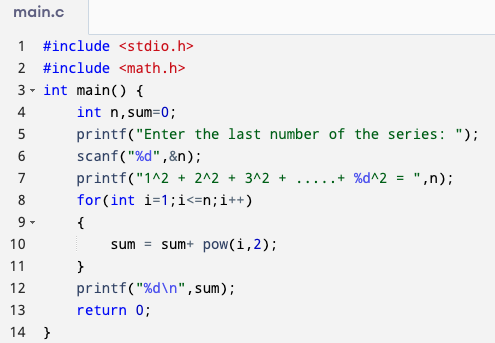 main.c
1 #include <stdio.h>
2 #include <math.h>
3 int main() {
4     int n,sum=0;
5     printf("Enter the last number of the series: ");
6     scanf("%d",&n);
7     printf("1^2 + 2^2 + 3^2 + .....+ %d^2 = ",n);
8     for(int i=1;i<=n;i++)
9     {
10         sum = sum+ pow(i,2);
11     }
12     printf("%d\n",sum);
13     return 0;
14 }